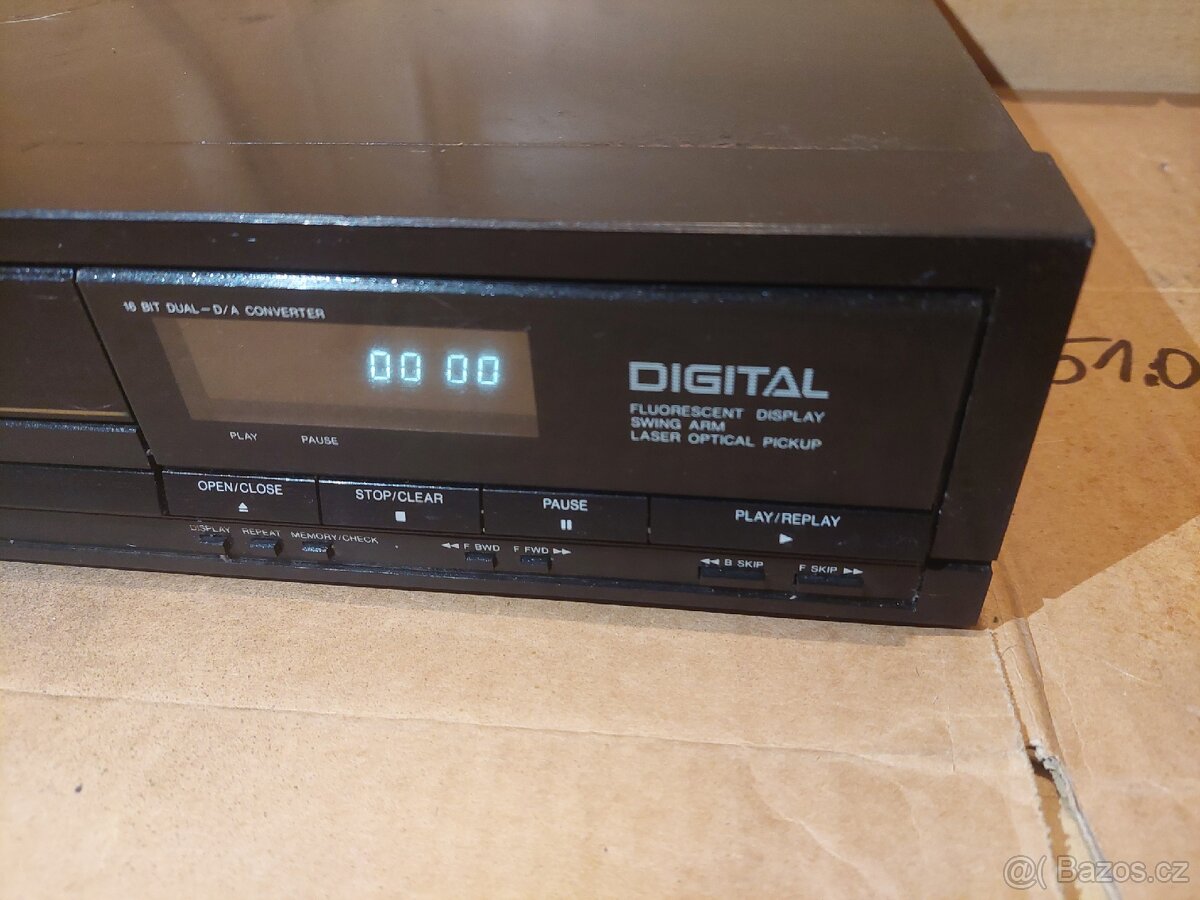 16 BIT DUAL-D/A CONVERTER
00 00
PLAY PAUSE
DIGITAL
FLUORESCENT DISPLAY
SWING ARM
LASER OPTICAL PICKUP
51:0
OPEN/CLOSE STOP/CLEAR PAUSE PLAY/REPLAY
DISPLAY REPEAT MEMORY/CHECK ◀◀ F BWD F FWD ▶▶ ◀◀ B SKIP F SKIP ▶▶
@( Bazos.cz